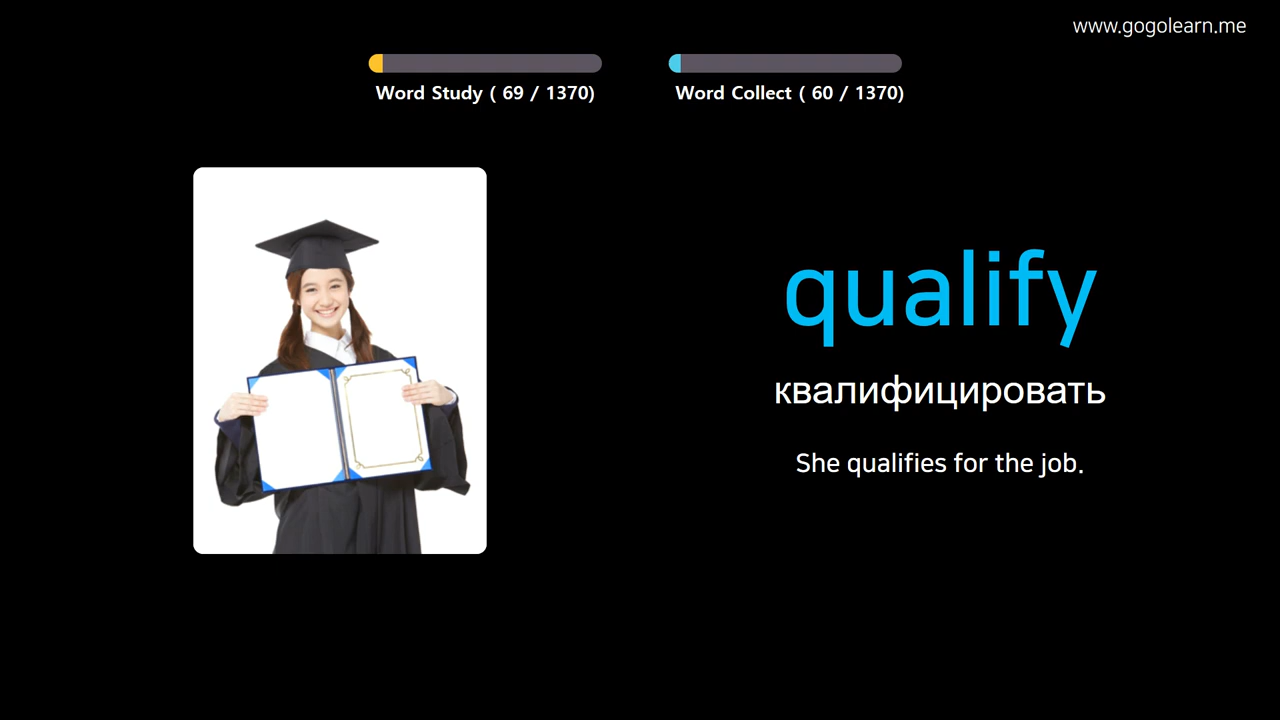 www.gogolearn.me
Word Study ( 69 / 1370)
Word Collect ( 60 / 1370)
qualify
квалифицировать
She qualifies for the job.